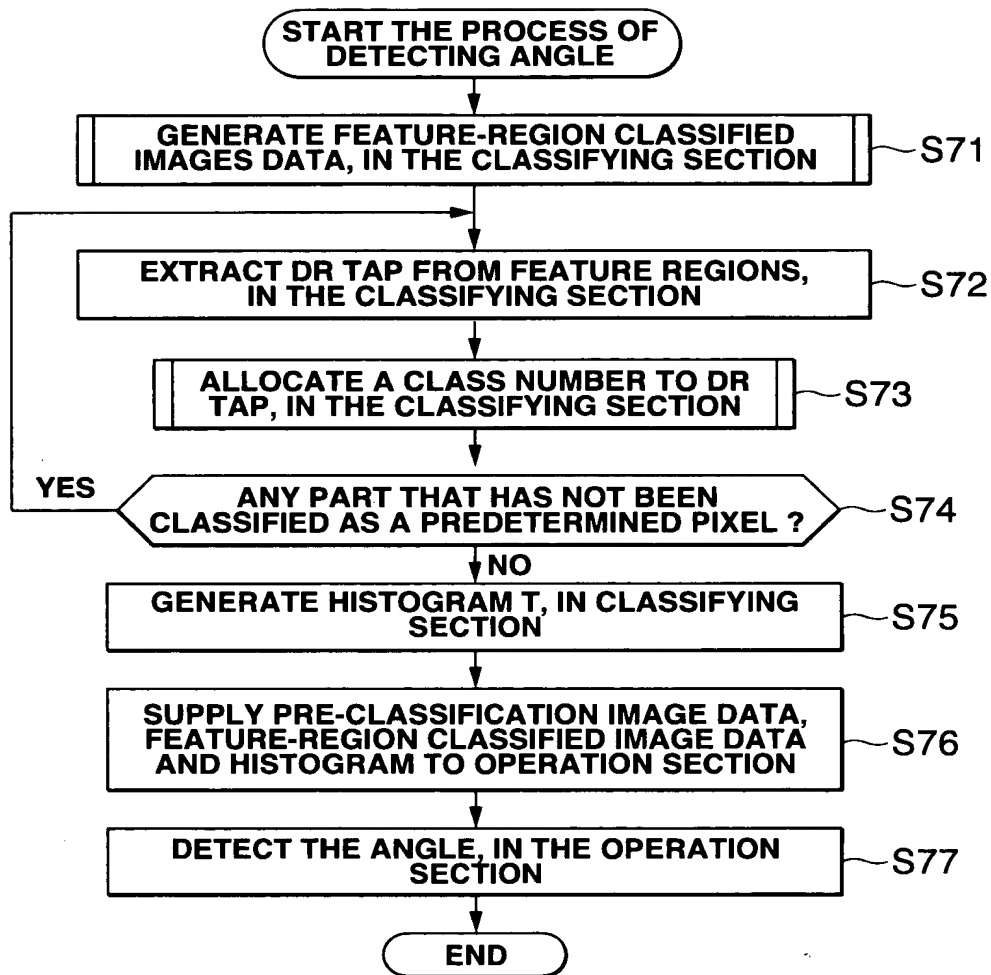 START THE PROCESS OF
DETECTING ANGLE
GENERATE FEATURE-REGION CLASSIFIED
IMAGES DATA, IN THE CLASSIFYING SECTION
S71
EXTRACT DR TAP FROM FEATURE REGIONS,
IN THE CLASSIFYING SECTION
S72
ALLOCATE A CLASS NUMBER TO DR
TAP, IN THE CLASSIFYING SECTION
S73
YES
ANY PART THAT HAS NOT BEEN
CLASSIFIED AS A PREDETERMINED PIXEL ?
S74
NO
GENERATE HISTOGRAM T, IN CLASSIFYING
SECTION
S75
SUPPLY PRE-CLASSIFICATION IMAGE DATA,
FEATURE-REGION CLASSIFIED IMAGE DATA
AND HISTOGRAM TO OPERATION SECTION
S76
DETECT THE ANGLE, IN THE OPERATION
SECTION
S77
END